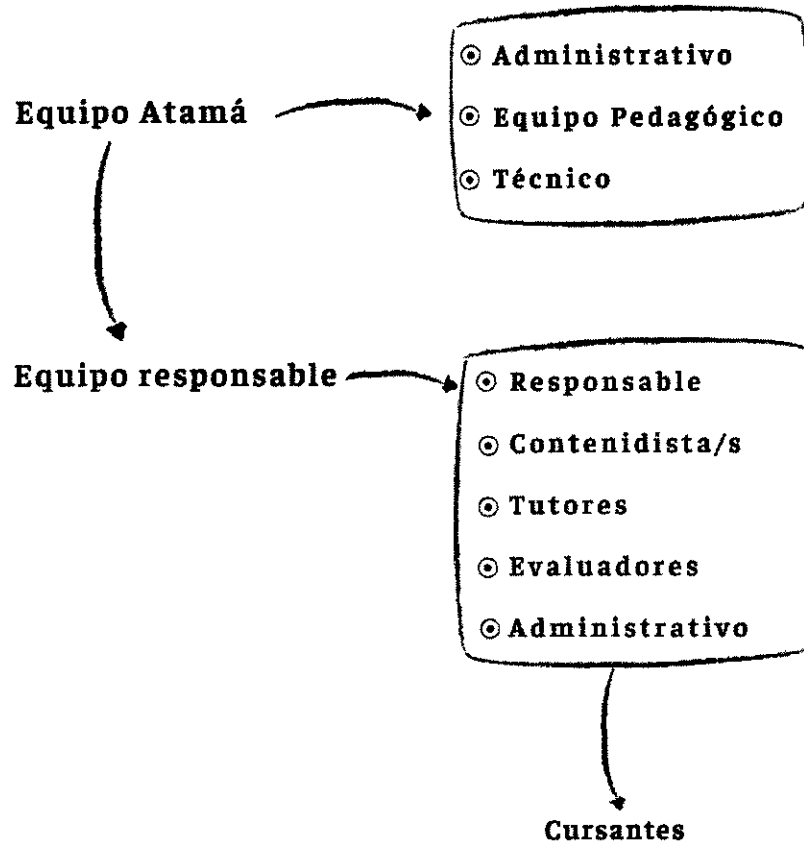 Equipo Atamá
Administrativo
Equipo Pedagógico
Técnico
Equipo responsable
Responsable
Contenidista/s
Tutores
Evaluadores
Administrativo
Cursantes